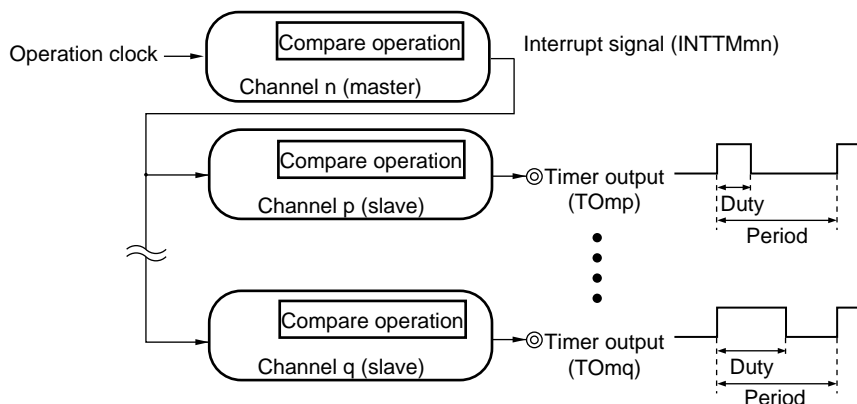 Compare operation
Operation clock
Interrupt signal (INTTMmn)
Channel n (master)
Compare operation
Channel p (slave)
Timer output
(TOmp)
Duty
Period
Compare operation
Channel q (slave)
Timer output
(TOmq)
Duty
Period